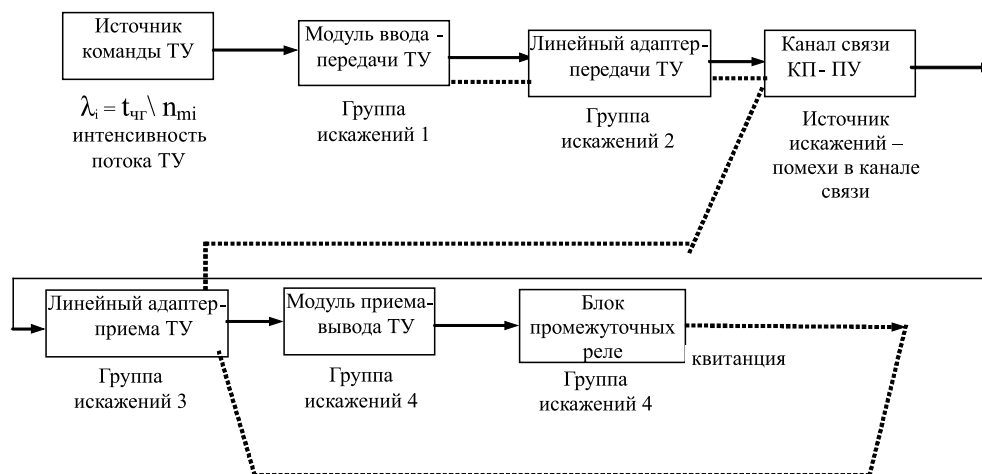 Источник
команды ТУ
Модуль ввода -
передачи ТУ
Линейный адаптер-
передачи ТУ
Канал связи
КП - ПУ
λi = tчг\ nmi
интенсивность
потока ТУ
Группа
искажений 1
Группа
искажений 2
Источник
искажений –
помехи в канале
связи
Линейный адаптер-
приема ТУ
Модуль приема-
вывода ТУ
Блок
промежуточных
реле
квитанция
Группа
искажений 3
Группа
искажений 4
Группа
искажений 4